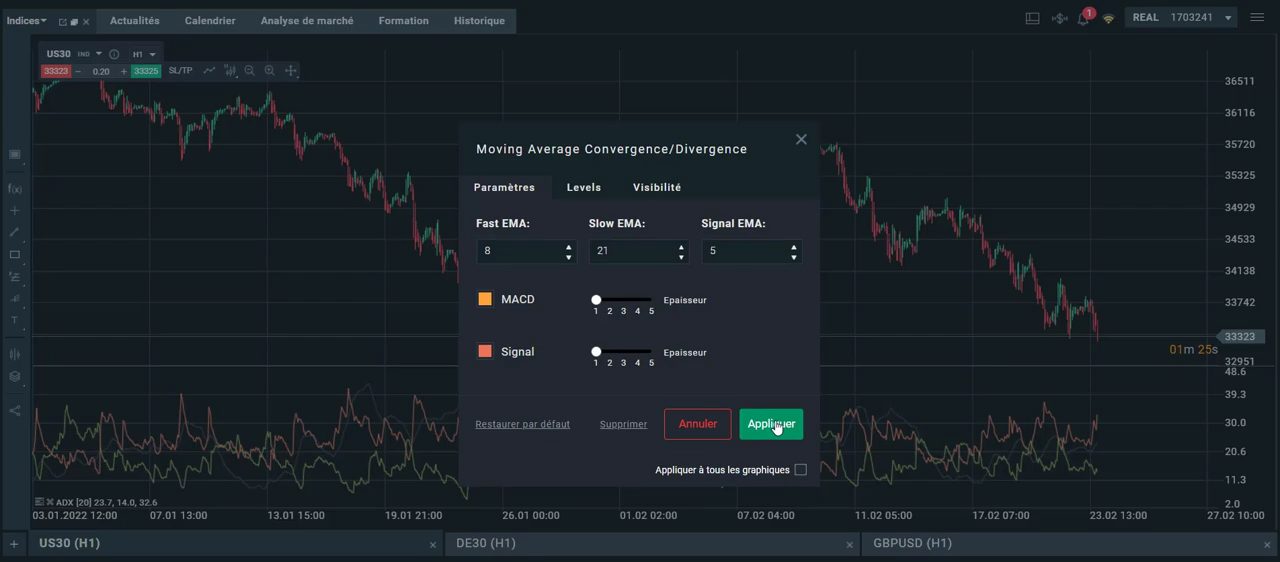 Indices Actualités Calendrier Analyse de marché Formation Historique 1 REAL 1703241
US30 IND H1
33323 − 0.20 + 33325 SL/TP
36511
36116
35720
35325
34929
34533
34138
33742
33323
01m 25s
32951
48.6
39.3
30.0
20.6
11.3
2.0
f(x)
T
Moving Average Convergence/Divergence
Paramètres Levels Visibilité
Fast EMA: Slow EMA: Signal EMA:
8 21 5
MACD Epaisseur
1 2 3 4 5
Signal Epaisseur
1 2 3 4 5
Restaurer par défaut Supprimer Annuler Appliquer
Appliquer à tous les graphiques
ADX [20] 23.7, 14.0, 32.6
03.01.2022 12:00 07.01 13:00 13.01 15:00 19.01 21:00 26.01 00:00 01.02 02:00 07.02 04:00 11.02 05:00 17.02 07:00 23.02 13:00 27.02 10:00
+ US30 (H1) × DE30 (H1) × GBPUSD (H1) ×